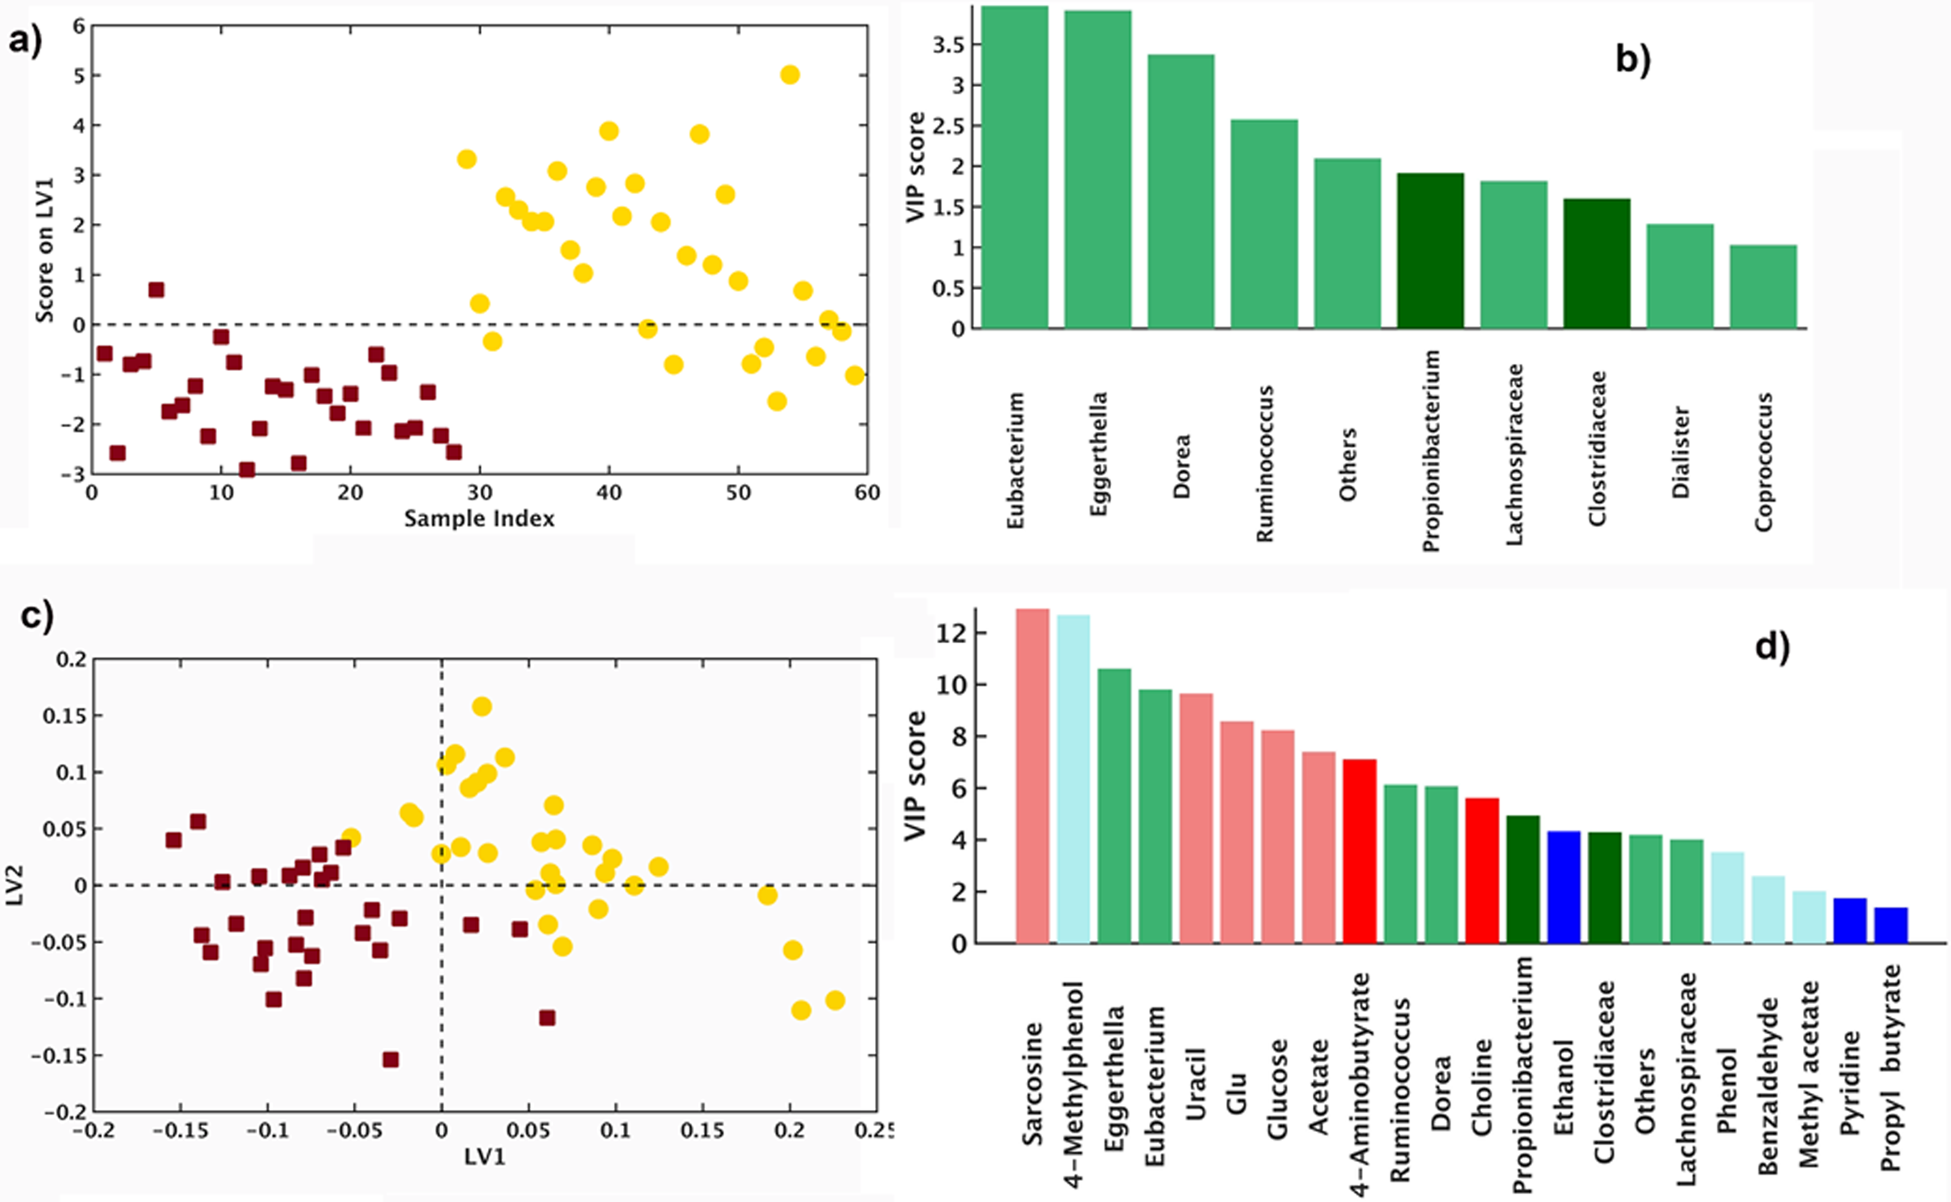 a)
6
5
4
3
2
1
0
−1
−2
−3
Score on LV1
0 10 20 30 40 50 60
Sample Index
b)
3.5
3
2.5
2
1.5
1
0.5
0
VIP score
Eubacterium
Eggerthella
Dorea
Ruminococcus
Others
Propionibacterium
Lachnospiraceae
Clostridiaceae
Dialister
Coprococcus
c)
0.2
0.15
0.1
0.05
0
−0.05
−0.1
−0.15
−0.2
LV2
−0.2 −0.15 −0.1 −0.05 0 0.05 0.1 0.15 0.2 0.25
LV1
d)
12
10
8
6
4
2
0
VIP score
Sarcosine
4−Methylphenol
Eggerthella
Eubacterium
Uracil
Glu
Glucose
Acetate
4−Aminobutyrate
Ruminococcus
Dorea
Choline
Propionibacterium
Ethanol
Clostridiaceae
Others
Lachnospiraceae
Phenol
Benzaldehyde
Methyl acetate
Pyridine
Propyl butyrate